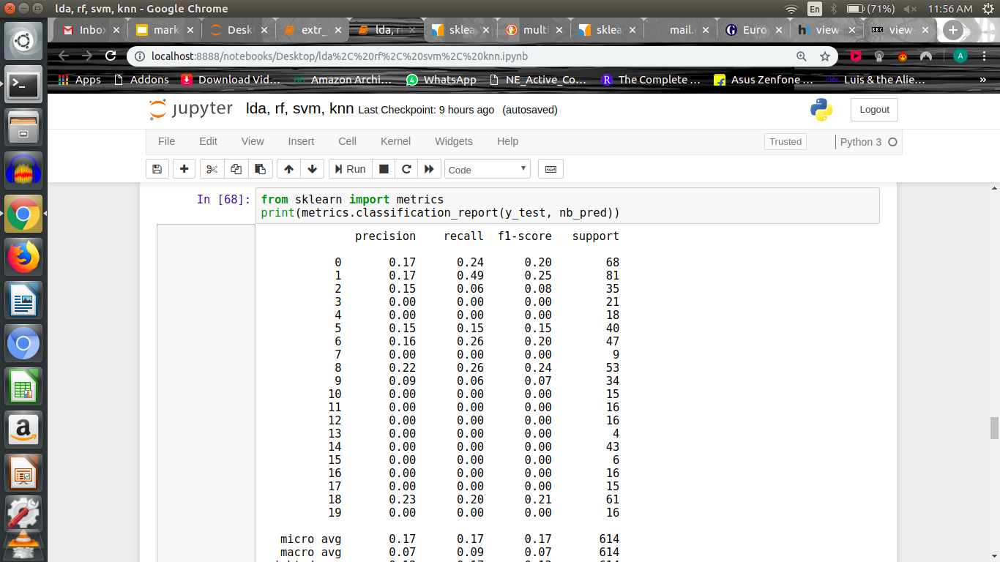 lda, rf, svm, knn - Google Chrome
En (71%) 11:56 AM
Inbo × mark × Deskt × extr_ × lda, r × sklea × multi × sklea × mail. × Euro × view- × BBC view- ×
localhost:8888/notebooks/Desktop/lda%2C%20rf%2C%20svm%2C%20knn.ipynb A
Apps Addons Download Vid... Amazon Archi... 4 WhatsApp NE_Active_Co... R The Complete ... Asus Zenfone ... Luis & the Alie... »
jupyter lda, rf, svm, knn Last Checkpoint: 9 hours ago (autosaved) Logout
File Edit View Insert Cell Kernel Widgets Help Trusted Python 3
Run Code
In [68]: from sklearn import metrics
print(metrics.classification_report(y_test, nb_pred))
precision recall f1-score support
0 0.17 0.24 0.20 68
1 0.17 0.49 0.25 81
2 0.15 0.06 0.08 35
3 0.00 0.00 0.00 21
4 0.00 0.00 0.00 18
5 0.15 0.15 0.15 40
6 0.16 0.26 0.20 47
7 0.00 0.00 0.00 9
8 0.22 0.26 0.24 53
9 0.09 0.06 0.07 34
10 0.00 0.00 0.00 15
11 0.00 0.00 0.00 16
12 0.00 0.00 0.00 16
13 0.00 0.00 0.00 4
14 0.00 0.00 0.00 43
15 0.00 0.00 0.00 6
16 0.00 0.00 0.00 16
17 0.00 0.00 0.00 15
18 0.23 0.20 0.21 61
19 0.00 0.00 0.00 16
micro avg 0.17 0.17 0.17 614
macro avg 0.07 0.09 0.07 614